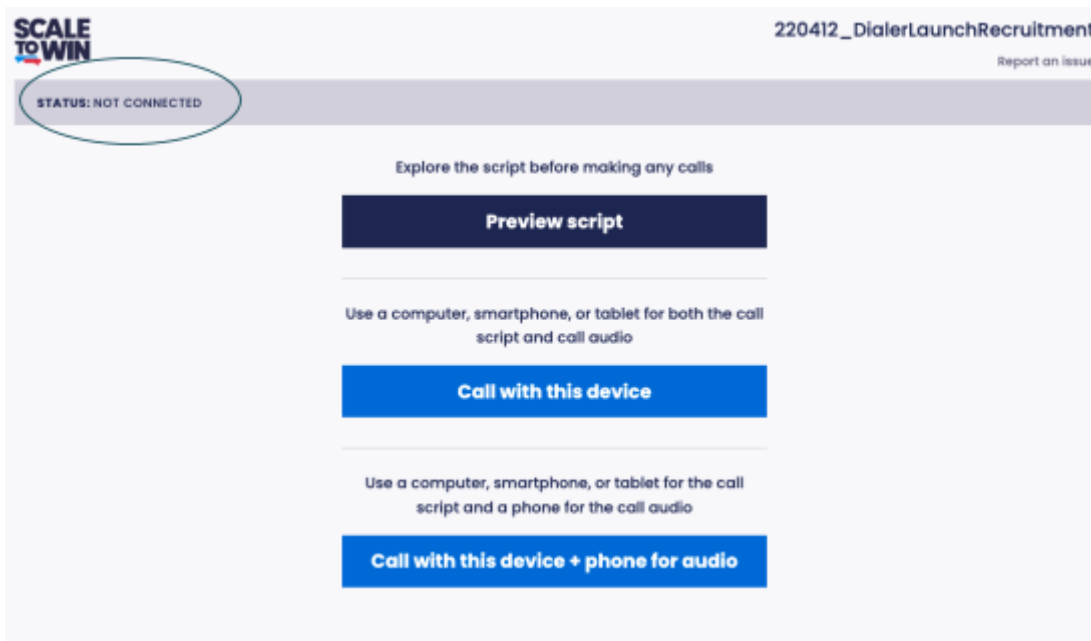 SCALE
TO WIN
220412_DialerLaunchRecruitment
Report an issue
STATUS: NOT CONNECTED
Explore the script before making any calls
Preview script
Use a computer, smartphone, or tablet for both the call
script and call audio
Call with this device
Use a computer, smartphone, or tablet for the call
script and a phone for the call audio
Call with this device + phone for audio